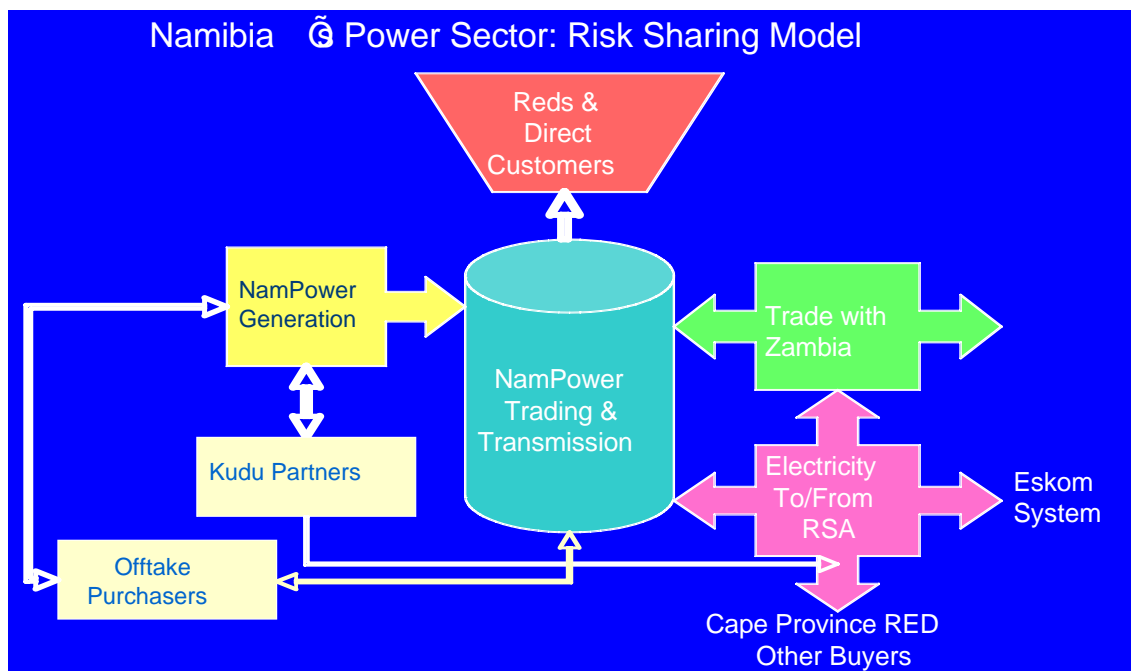 Namibia Õs Power Sector: Risk Sharing Model
Reds &
Direct
Customers
NamPower
Generation
Trade with
Zambia
NamPower
Trading &
Transmission
Kudu Partners
Electricity
To/From
RSA
Eskom
System
Offtake
Purchasers
Cape Province RED
Other Buyers